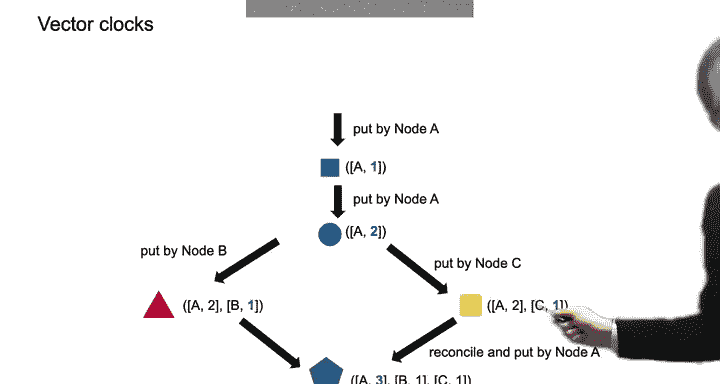 Vector clocks
put by Node A
([A, 1])
put by Node A
([A, 2])
put by Node B
put by Node C
([A, 2], [B, 1])
([A, 2], [C, 1])
reconcile and put by Node A
([A, 3], [B, 1], [C, 1])